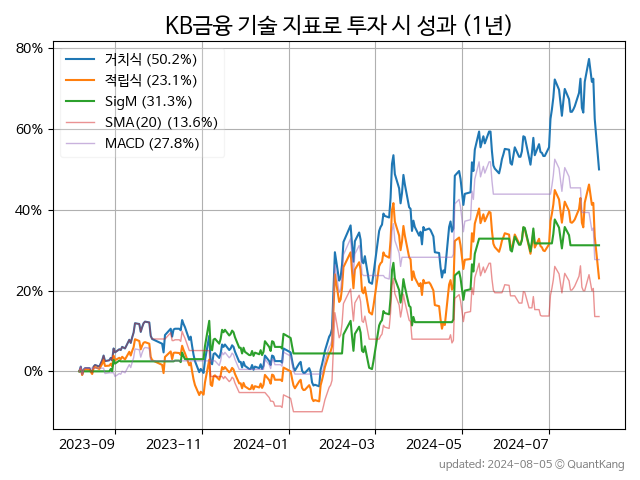 KB금융 기술 지표로 투자 시 성과 (1년)
80%
60%
40%
20%
0%
거치식 (50.2%)
적립식 (23.1%)
SigM (31.3%)
SMA(20) (13.6%)
MACD (27.8%)
2023-09
2023-11
2024-01
2024-03
2024-05
2024-07
updated: 2024-08-05 © QuantKang